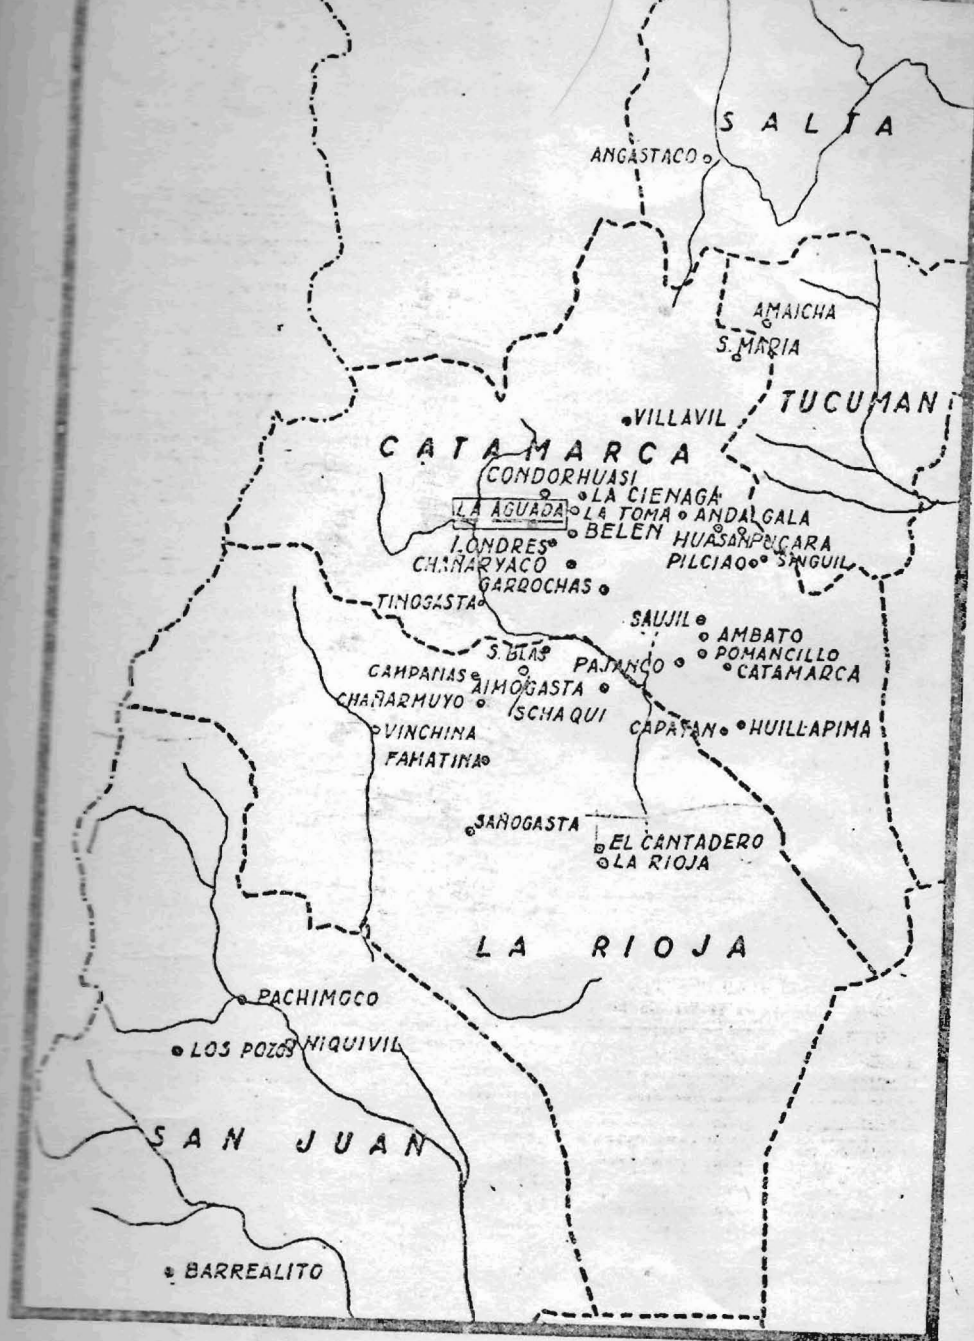 SALTA
ANGASTACO
AMAICHA
S. MARIA
TUCUMAN
VILLAVIL
CATAMARCA
CONDORHUASI
LA CIENAGA
LA AGUADA
LA TOMA
ANDALGALA
BELEN
HUASAN
PUCARA
LONDRES
CHAÑARYACO
PILCIAO
SINGUIL
GARROCHAS
TINOGASTA
SAUJIL
AMBATO
S. BLAS
PAJANCO
POMANCILLO
CAMPANAS
CATAMARCA
AIMOGASTA
CHAÑARMUYO
SCHAQUI
VINCHINA
CAPAYAN
HUILLAPIMA
FAMATINA
SAÑOGASTA
EL CANTADERO
LA RIOJA
LA RIOJA
PACHIMOCO
LOS POZOS
NIQUIVIL
SAN JUAN
BARREALITO